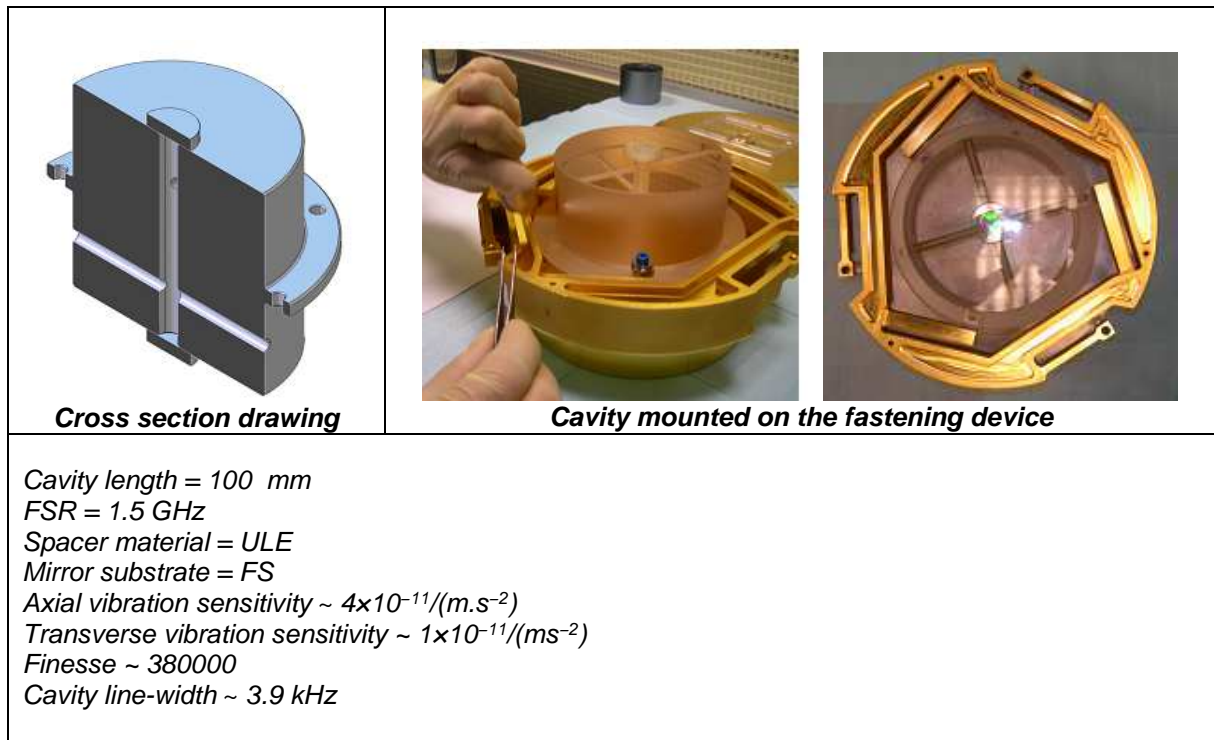 Cross section drawing
Cavity mounted on the fastening device
Cavity length = 100 mm
FSR = 1.5 GHz
Spacer material = ULE
Mirror substrate = FS
Axial vibration sensitivity ~ 4×10⁻¹¹/(m.s⁻²)
Transverse vibration sensitivity ~ 1×10⁻¹¹/(ms⁻²)
Finesse ~ 380000
Cavity line-width ~ 3.9 kHz